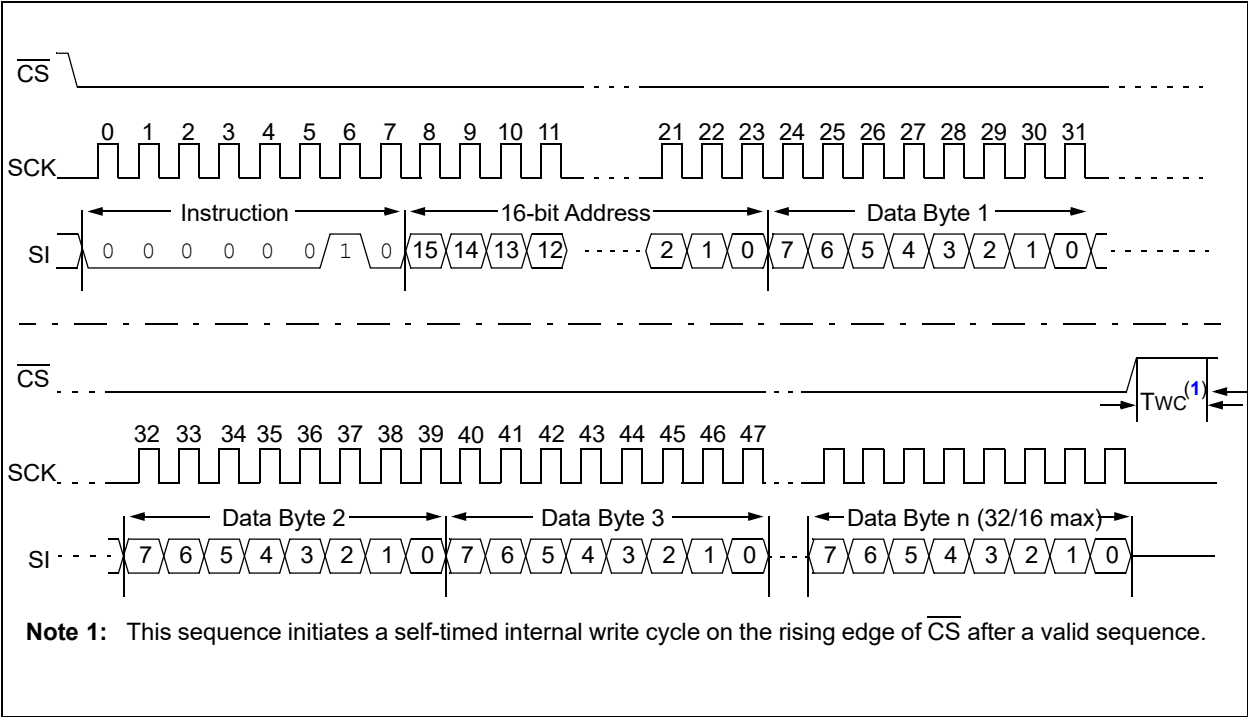 CS
0 1 2 3 4 5 6 7 8 9 10 11 21 22 23 24 25 26 27 28 29 30 31
SCK
Instruction 16-bit Address Data Byte 1
SI 0 0 0 0 0 0 1 0 15 14 13 12 2 1 0 7 6 5 4 3 2 1 0
CS
TWC(1)
32 33 34 35 36 37 38 39 40 41 42 43 44 45 46 47
SCK
Data Byte 2 Data Byte 3 Data Byte n (32/16 max)
SI 7 6 5 4 3 2 1 0 7 6 5 4 3 2 1 0 7 6 5 4 3 2 1 0
Note 1: This sequence initiates a self-timed internal write cycle on the rising edge of CS after a valid sequence.